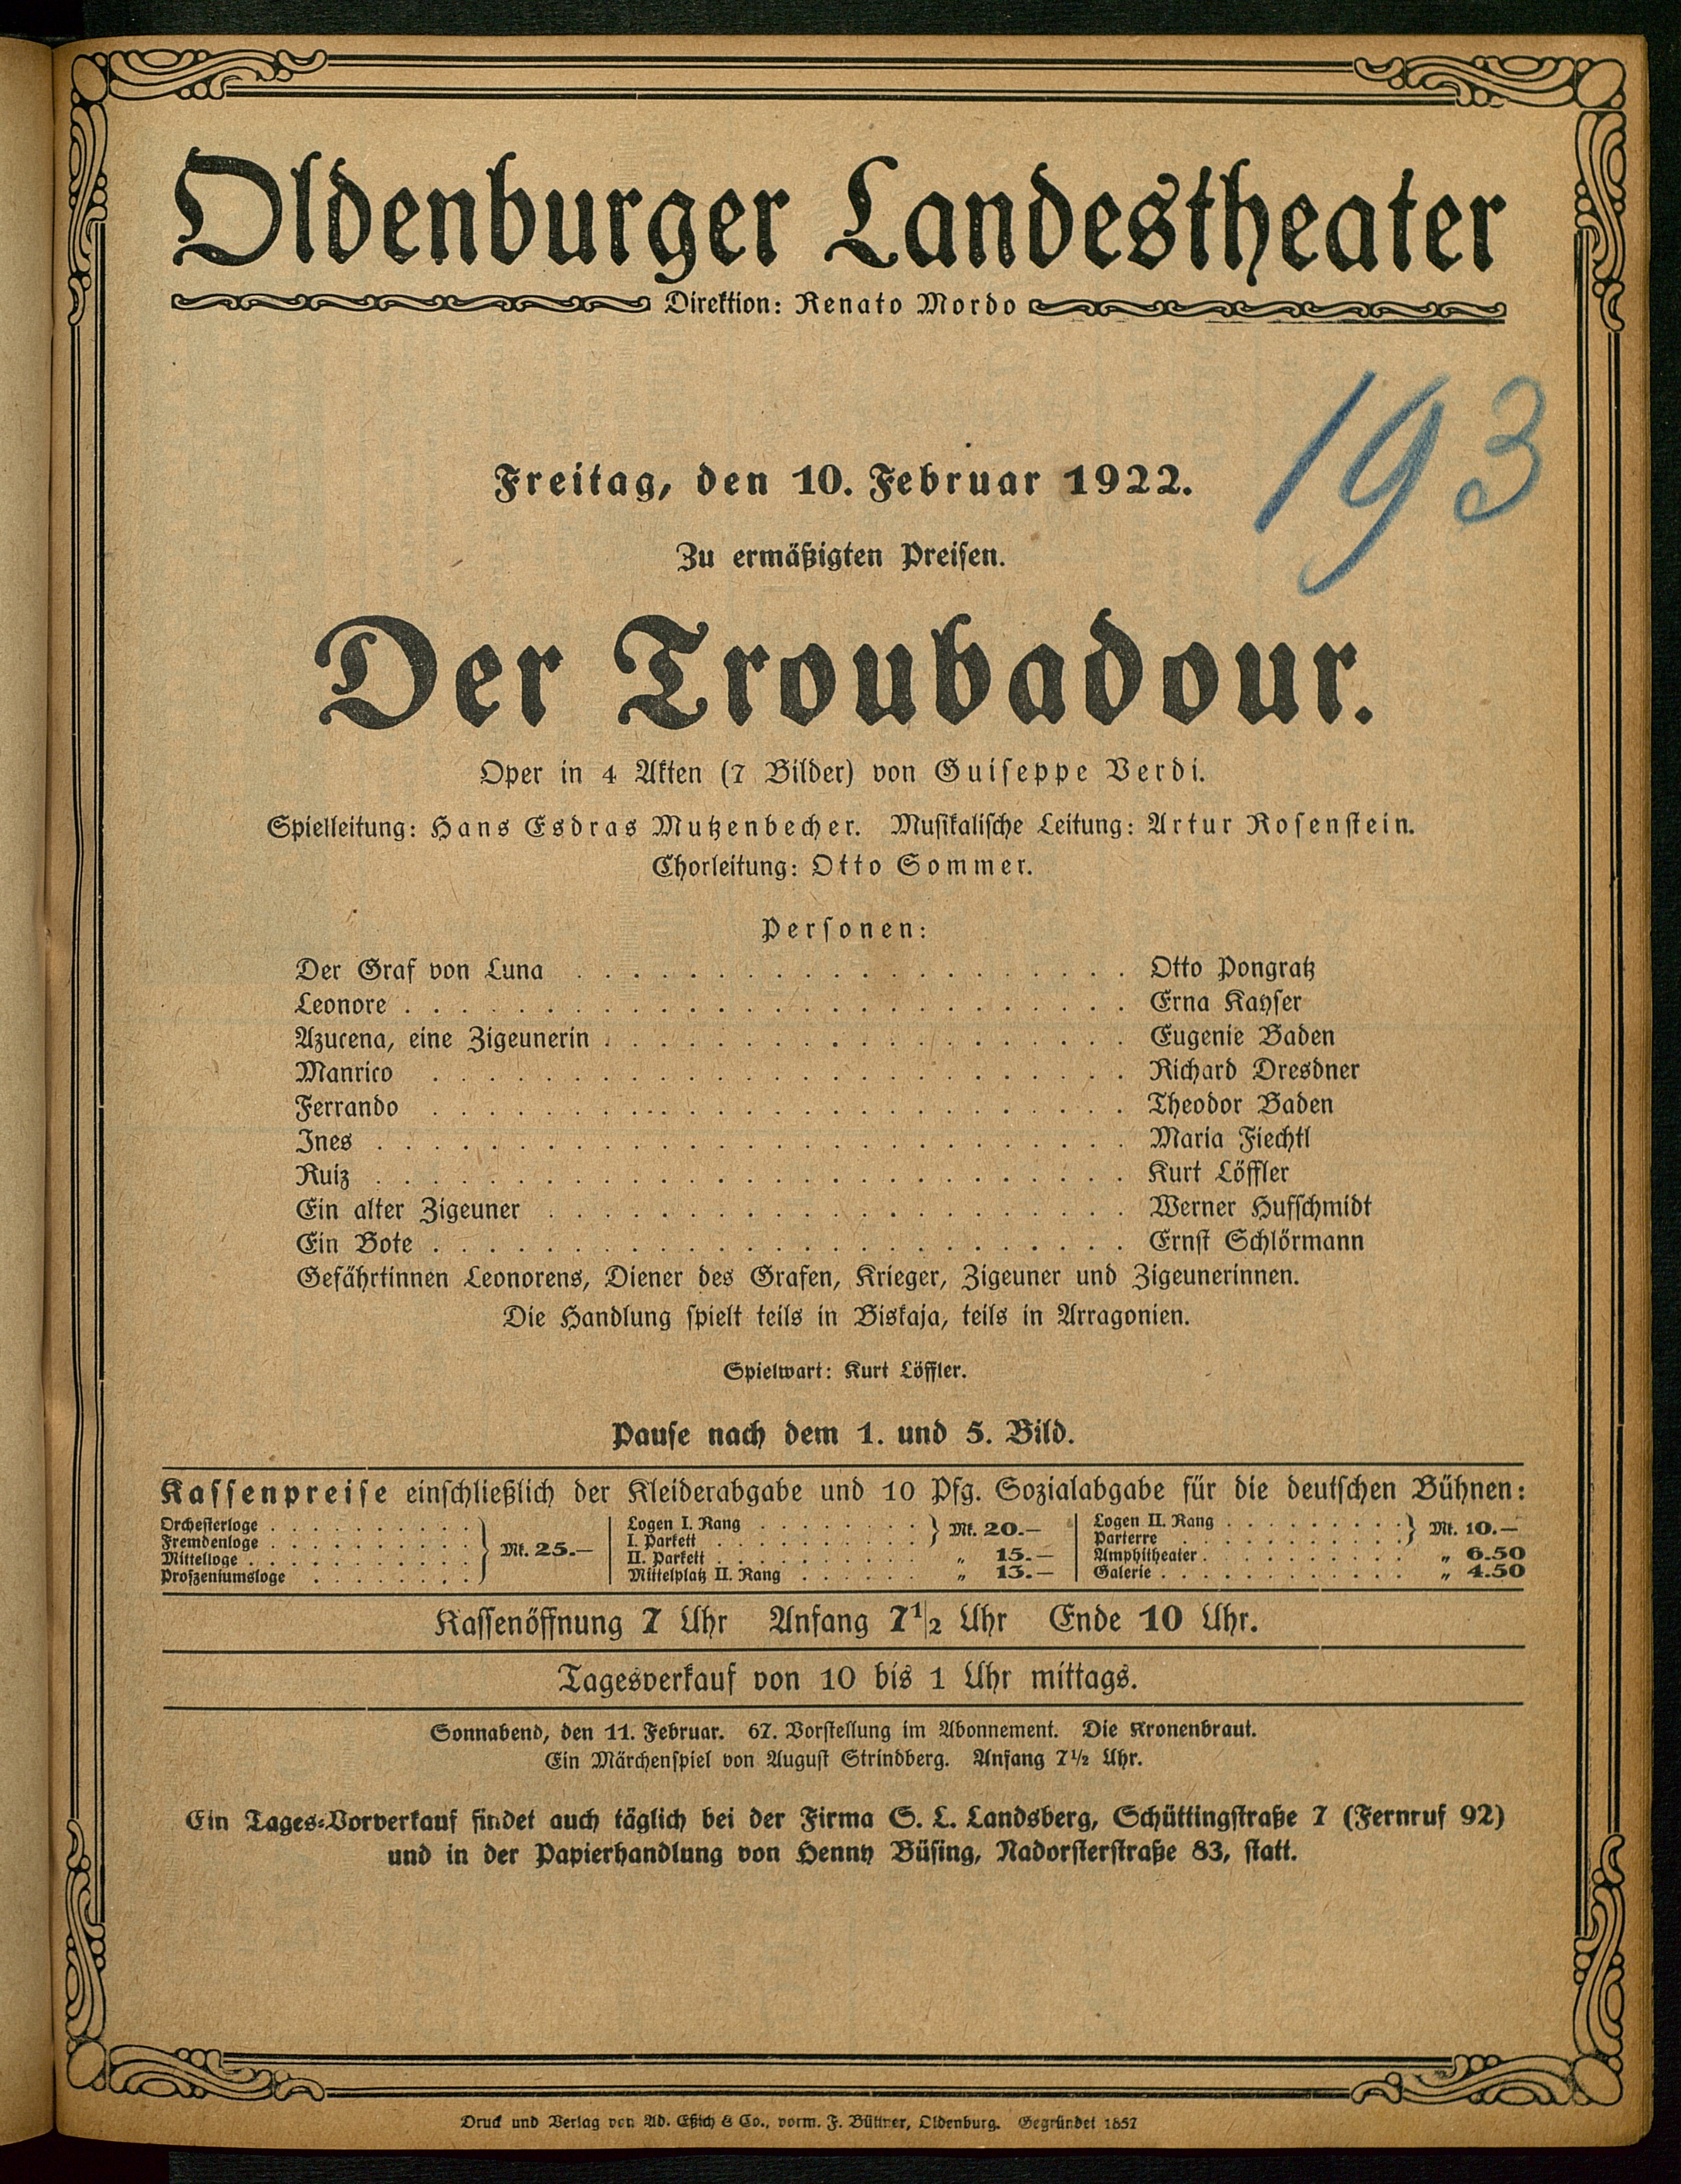 Oldenburger Landestheater
Direktion: Renato Mordo
193
Freitag, den 10. Februar 1922.
Zu ermäßigten Preisen.
Der Troubadour.
Oper in 4 Akten (7 Bilder) von Guiseppe Verdi.
Spielleitung: Hans Esdras Mutzenbecher. Musikalische Leitung: Artur Rosenstein.
Chorleitung: Otto Sommer.
Personen:
Der Graf von Luna . . . . . . . . . . . . . . . . . . . . Otto Pongratz
Leonore . . . . . . . . . . . . . . . . . . . . . . . . . . Erna Kayser
Azucena, eine Zigeunerin . . . . . . . . . . . . . . . . . . . Eugenie Baden
Manrico . . . . . . . . . . . . . . . . . . . . . . . . . Richard Dresdner
Ferrando . . . . . . . . . . . . . . . . . . . . . . . . . Theodor Baden
Ines . . . . . . . . . . . . . . . . . . . . . . . . . . . Maria Fiechtl
Ruiz . . . . . . . . . . . . . . . . . . . . . . . . . . . Kurt Löffler
Ein alter Zigeuner . . . . . . . . . . . . . . . . . . . . . Werner Hufschmidt
Ein Bote . . . . . . . . . . . . . . . . . . . . . . . . . Ernst Schlörmann
Gefährtinnen Leonorens, Diener des Grafen, Krieger, Zigeuner und Zigeunerinnen.
Die Handlung spielt teils in Biskaja, teils in Arragonien.
Spielwart: Kurt Löffler.
Pause nach dem 1. und 5. Bild.
Kassenpreise einschließlich der Kleiderabgabe und 10 Pfg. Sozialabgabe für die deutschen Bühnen:
Orchesterloge . . . . . . . . . .
Fremdenloge . . . . . . . . . .
Mittelloge . . . . . . . . . . .
Proszeniumsloge . . . . . . . .
Mk. 25.—
Logen I. Rang . . . . . . . .
I. Parkett . . . . . . . . . .
Mk. 20.—
II. Parkett . . . . . . . . . . „ 15.—
Mittelplatz II. Rang . . . . . . „ 13.—
Logen II. Rang . . . . . . . . .
Parterre . . . . . . . . . . .
Mk. 10.—
Amphitheater . . . . . . . . . . „ 6.50
Galerie . . . . . . . . . . . . „ 4.50
Kassenöffnung 7 Uhr Anfang 7 1/2 Uhr Ende 10 Uhr.
Tagesverkauf von 10 bis 1 Uhr mittags.
Sonnabend, den 11. Februar. 67. Vorstellung im Abonnement. Die Kronenbraut.
Ein Märchenspiel von August Strindberg. Anfang 7 1/2 Uhr.
Ein Tages-Vorverkauf findet auch täglich bei der Firma S. L. Landsberg, Schüttingstraße 7 (Fernruf 92)
und in der Papierhandlung von Henny Büsing, Nadorsterstraße 83, statt.
Druck und Verlag von Ad. Eßich & Co., vorm. F. Büttner, Oldenburg. Gegründet 1857